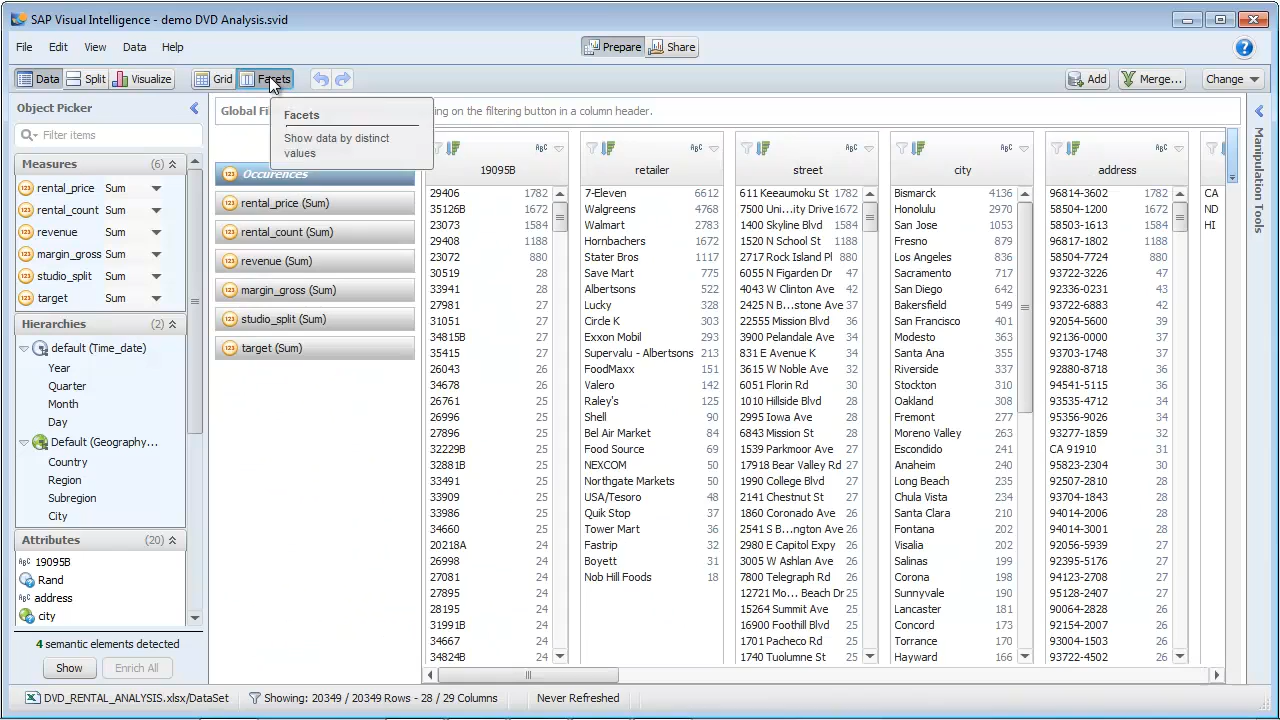 SAP Visual Intelligence - demo DVD Analysis.svid
File Edit View Data Help
Prepare Share
Data Split Visualize Grid Facets
Add Merge... Change
Object Picker
Filter items
Measures (6)
rental_price Sum
rental_count Sum
revenue Sum
margin_gross Sum
studio_split Sum
target Sum
Hierarchies (2)
default (Time_date)
Year
Quarter
Month
Day
Default (Geography...
Country
Region
Subregion
City
Attributes (20)
19095B
Rand
address
city
4 semantic elements detected
Show Enrich All
Global Fi
ing on the filtering button in a column header.
Facets
Show data by distinct
values
Occurences
rental_price (Sum)
rental_count (Sum)
revenue (Sum)
margin_gross (Sum)
studio_split (Sum)
target (Sum)
19095B
29406 1782
35126B 1672
23073 1584
29408 1188
23072 880
30519 28
33941 28
27981 27
31051 27
34815B 27
35415 27
26043 26
34678 26
26761 25
26996 25
27896 25
32229B 25
32881B 25
33491 25
33909 25
33986 25
34660 25
20218A 24
26998 24
27081 24
27895 24
28195 24
31991B 24
34667 24
34824B 24
retailer
7-Eleven 6612
Walgreens 4768
Walmart 2783
Hornbachers 1672
Stater Bros 1117
Save Mart 775
Albertsons 522
Lucky 328
Circle K 303
Exxon Mobil 293
Supervalu - Albertsons 213
FoodMaxx 151
Valero 142
Raley's 125
Shell 90
Bel Air Market 84
Food Source 69
NEXCOM 50
Northgate Markets 50
USA/Tesoro 48
Quik Stop 37
Tower Mart 36
Fastrip 32
Boyett 31
Nob Hill Foods 18
street
611 Keeaumoku St 1782
7500 Uni...ity Drive 1672
1400 Skyline Blvd 1584
1520 N School St 1188
2717 Rock Island Pl 880
6055 N Figarden Dr 47
4043 W Clinton Ave 43
2425 N B...stone Ave 37
22555 Mission Blvd 36
3900 Pelandale Ave 34
831 E Avenue K 34
3615 W Noble Ave 32
6051 Florin Rd 30
1010 Hillside Blvd 28
2995 Iowa Ave 28
6843 Mission St 28
1539 Parkmoor Ave 27
17918 Bear Valley Rd 27
1990 College Blvd 27
2141 Chestnut St 27
1860 Coronado Ave 26
2541 S B...ngton Ave 26
2980 E Capitol Expy 26
3005 W Ashlan Ave 26
7800 Telegraph Rd 26
12721 Mo... Beach Dr 25
15264 Summit Ave 25
16900 Foothill Blvd 25
1701 Pacheco Rd 25
1740 Tuolumne St 25
city
Bismarck 4136
Honolulu 2970
San Jose 1053
Fresno 879
Los Angeles 836
Sacramento 717
San Diego 642
Bakersfield 549
San Francisco 401
Modesto 363
Santa Ana 355
Riverside 337
Stockton 310
Oakland 308
Fremont 277
Moreno Valley 263
Escondido 241
Anaheim 240
Long Beach 235
Chula Vista 234
Santa Clara 210
Fontana 202
Visalia 202
Salinas 199
Corona 198
Sunnyvale 190
Lancaster 181
Concord 173
Torrance 170
Hayward 166
address
96814-3692 1782
58504-1200 1672
58503-1613 1584
96817-1802 1188
58504-7724 880
93722-3226 47
92336-0231 43
93722-6883 42
92054-5600 39
92136-0000 37
93703-1748 37
92880-8718 36
94541-5115 36
93535-4712 34
95356-9026 34
93277-1859 32
CA 91910 31
95823-2304 30
92507-2810 28
93704-1843 28
94014-2006 28
94014-3001 28
92056-5939 27
92395-5176 27
94123-2708 27
95128-2407 27
90064-2828 26
92154-2007 26
93004-1503 26
93722-4502 26
CA
ND
HI
Manipulation Tools
DVD_RENTAL_ANALYSIS.xlsx/DataSet Showing: 20349 / 20349 Rows - 28 / 29 Columns Never Refreshed